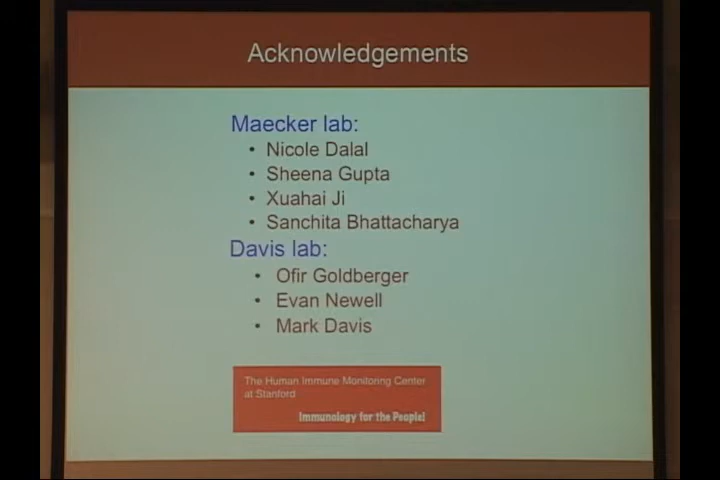 Acknowledgements
Maecker lab:
• Nicole Dalal
• Sheena Gupta
• Xuahai Ji
• Sanchita Bhattacharya
Davis lab:
• Ofir Goldberger
• Evan Newell
• Mark Davis
The Human Immune Monitoring Center
at Stanford
Immunology for the People!